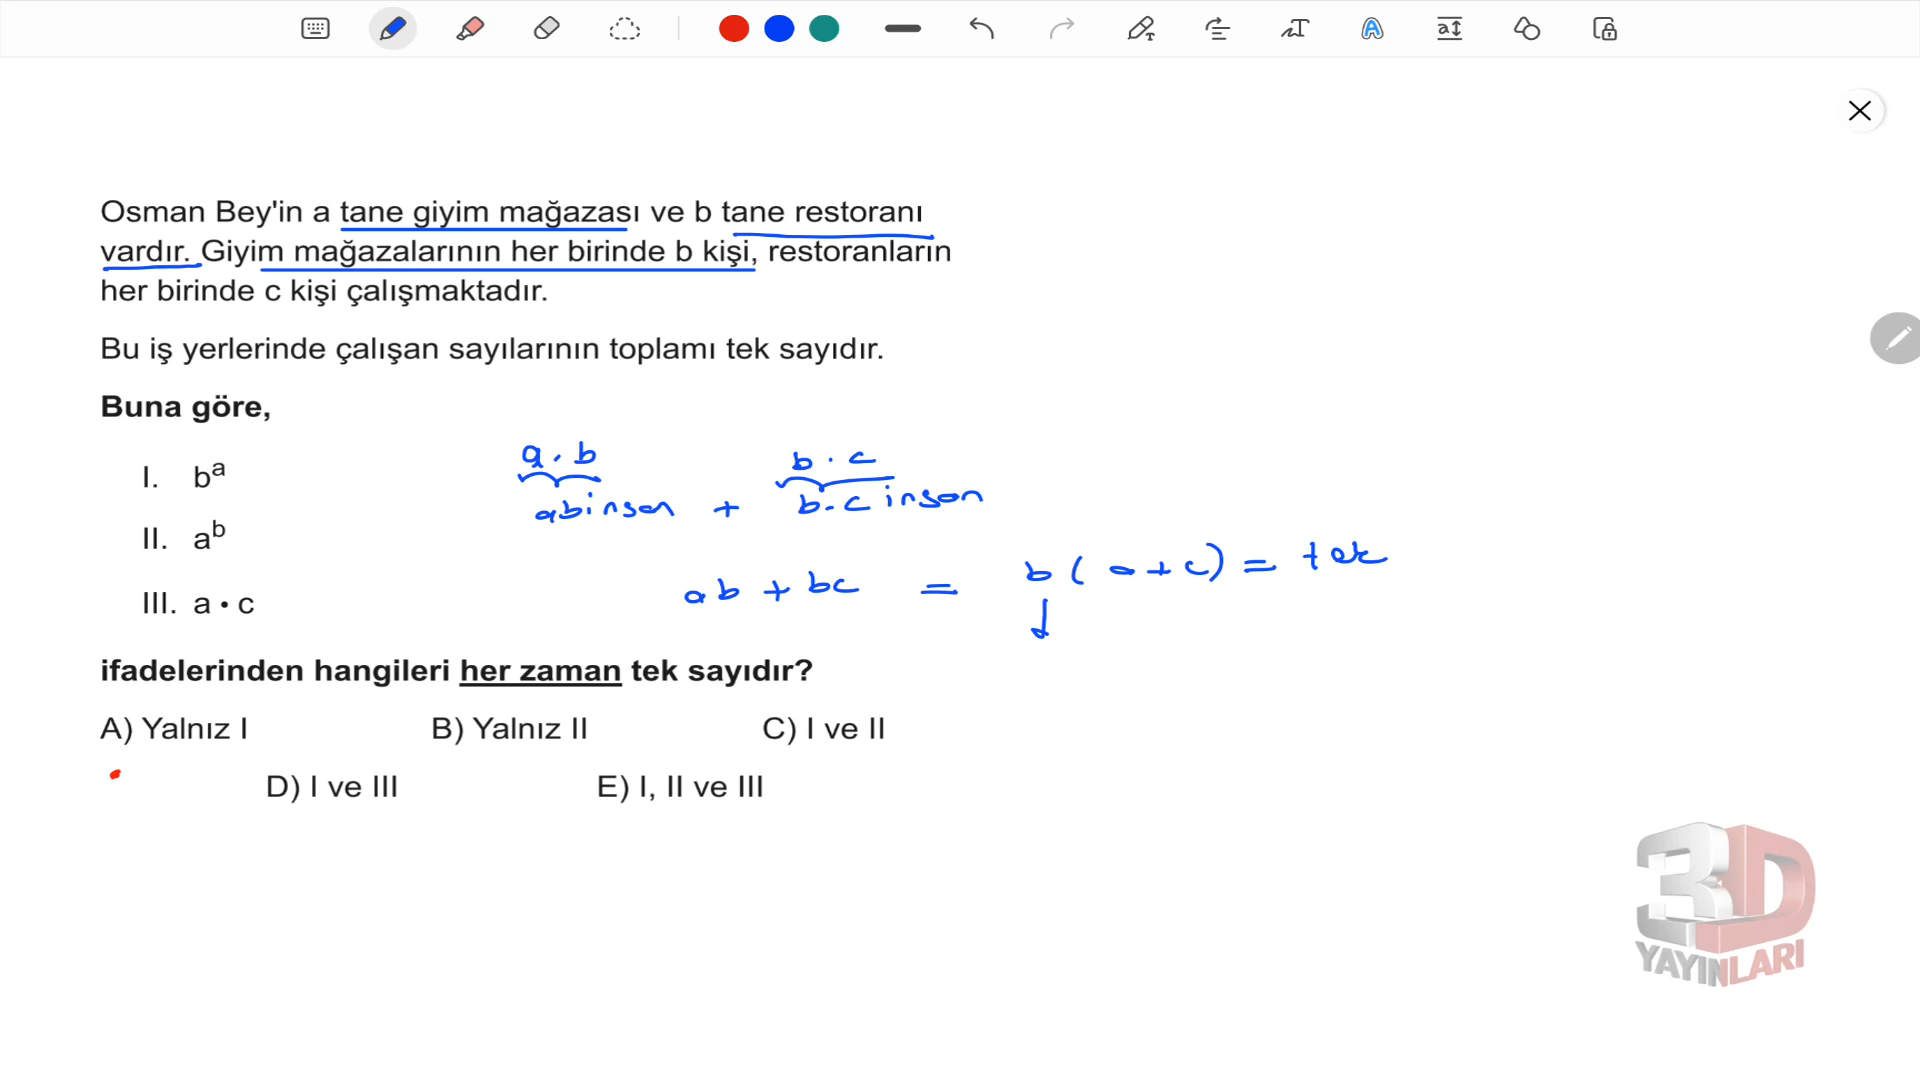 Osman Bey'in a tane giyim mağazası ve b tane restoranı
vardır. Giyim mağazalarının her birinde b kişi, restoranların
her birinde c kişi çalışmaktadır.
Bu iş yerlerinde çalışan sayılarının toplamı tek sayıdır.
Buna göre,
I. bᵃ
II. aᵇ
III. a • c
a . b
b . c
ab insan + b.c insan
ab + bc = b(a+c) = tek
ifadelerinden hangileri her zaman tek sayıdır?
A) Yalnız I B) Yalnız II C) I ve II
D) I ve III E) I, II ve III
3D
YAYINLARI